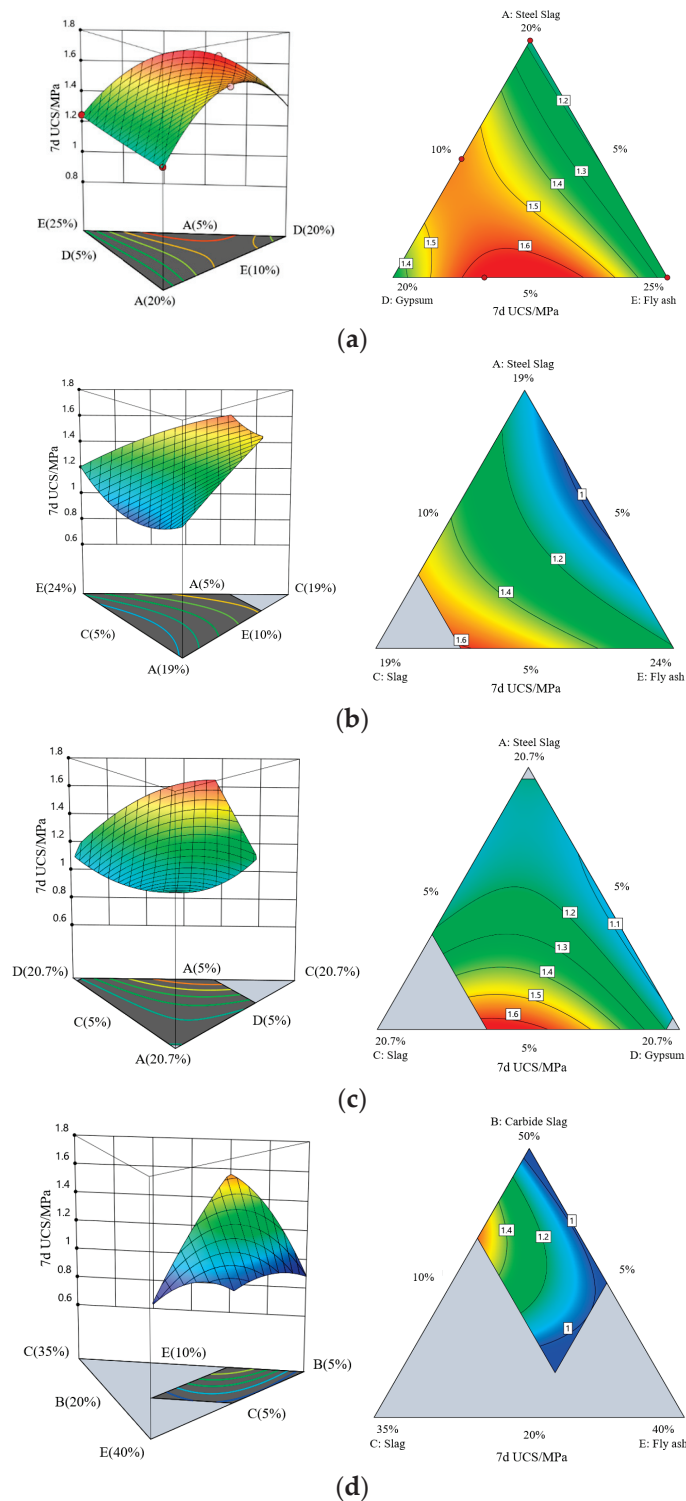 1.8
1.6
1.4
1.2
1
0.8
7d UCS/MPa
E(25%)
A(5%)
D(20%)
D(5%)
E(10%)
A(20%)
A: Steel Slag
20%
1.2
10%
5%
1.3
1.4
1.5
1.5
1.6
1.4
20%
25%
D: Gypsum
5%
E: Fly ash
7d UCS/MPa
(a)
1.8
1.6
1.4
1.2
1
0.8
0.6
7d UCS/MPa
E(24%)
A(5%)
C(19%)
C(5%)
E(10%)
A(19%)
A: Steel Slag
19%
1
10%
5%
1.2
1.4
1.6
19%
24%
C: Slag
5%
E: Fly ash
7d UCS/MPa
(b)
1.8
1.6
1.4
1.2
1
0.8
0.6
7d UCS/MPa
D(20.7%)
A(5%)
C(20.7%)
C(5%)
D(5%)
A(20.7%)
A: Steel Slag
20.7%
5%
5%
1.2
1.1
1.3
1.4
1.5
1.6
20.7%
20.7%
C: Slag
5%
D: Gypsum
7d UCS/MPa
(c)
1.8
1.6
1.4
1.2
1
0.8
0.6
7d UCS/MPa
C(35%)
E(10%)
B(5%)
B(20%)
C(5%)
E(40%)
B: Carbide Slag
50%
1
1.4
1.2
10%
5%
1
35%
40%
C: Slag
20%
E: Fly ash
7d UCS/MPa
(d)